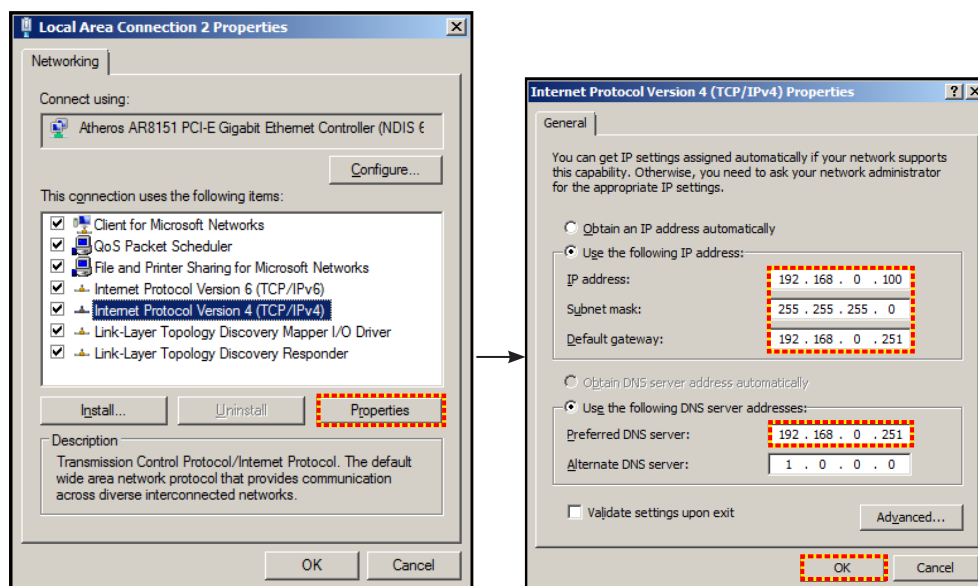 Local Area Connection 2 Properties
Networking
Connect using:
Atheros AR8151 PCI-E Gigabit Ethernet Controller (NDIS 6
Configure...
This connection uses the following items:
Client for Microsoft Networks
QoS Packet Scheduler
File and Printer Sharing for Microsoft Networks
Internet Protocol Version 6 (TCP/IPv6)
Internet Protocol Version 4 (TCP/IPv4)
Link-Layer Topology Discovery Mapper I/O Driver
Link-Layer Topology Discovery Responder
Install...
Uninstall
Properties
Description
Transmission Control Protocol/Internet Protocol. The default
wide area network protocol that provides communication
across diverse interconnected networks.
OK
Cancel
Internet Protocol Version 4 (TCP/IPv4) Properties
General
You can get IP settings assigned automatically if your network supports
this capability. Otherwise, you need to ask your network administrator
for the appropriate IP settings.
Obtain an IP address automatically
Use the following IP address:
IP address: 192 . 168 . 0 . 100
Subnet mask: 255 . 255 . 255 . 0
Default gateway: 192 . 168 . 0 . 251
Obtain DNS server address automatically
Use the following DNS server addresses:
Preferred DNS server: 192 . 168 . 0 . 251
Alternate DNS server: 1 . 0 . 0 . 0
Validate settings upon exit
Advanced...
OK
Cancel